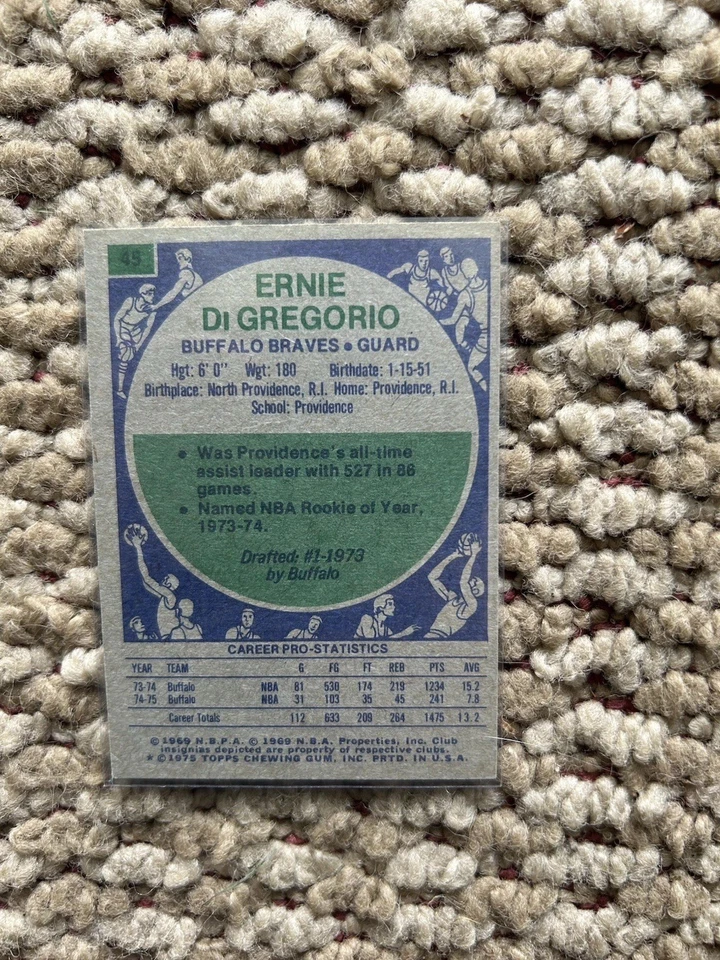 45
ERNIE
DI GREGORIO
BUFFALO BRAVES • GUARD
Hgt: 6' 0" Wgt: 180 Birthdate: 1-15-51
Birthplace: North Providence, R.I. Home: Providence, R.I.
School: Providence
• Was Providence's all-time
assist leader with 527 in 86
games.
• Named NBA Rookie of Year,
1973-74.
Drafted: #1-1973
by Buffalo
CAREER PRO-STATISTICS
YEAR TEAM G FG FT REB PTS AVG
73-74 Buffalo NBA 81 530 174 219 1234 15.2
74-75 Buffalo NBA 31 103 35 45 241 7.8
Career Totals 112 633 209 264 1475 13.2
© 1969 N.B.P.A. © 1969 N.B.A. Properties, Inc. Club
insignias depicted are property of respective clubs.
* © 1975 TOPPS CHEWING GUM, INC. PRTD. IN U.S.A.